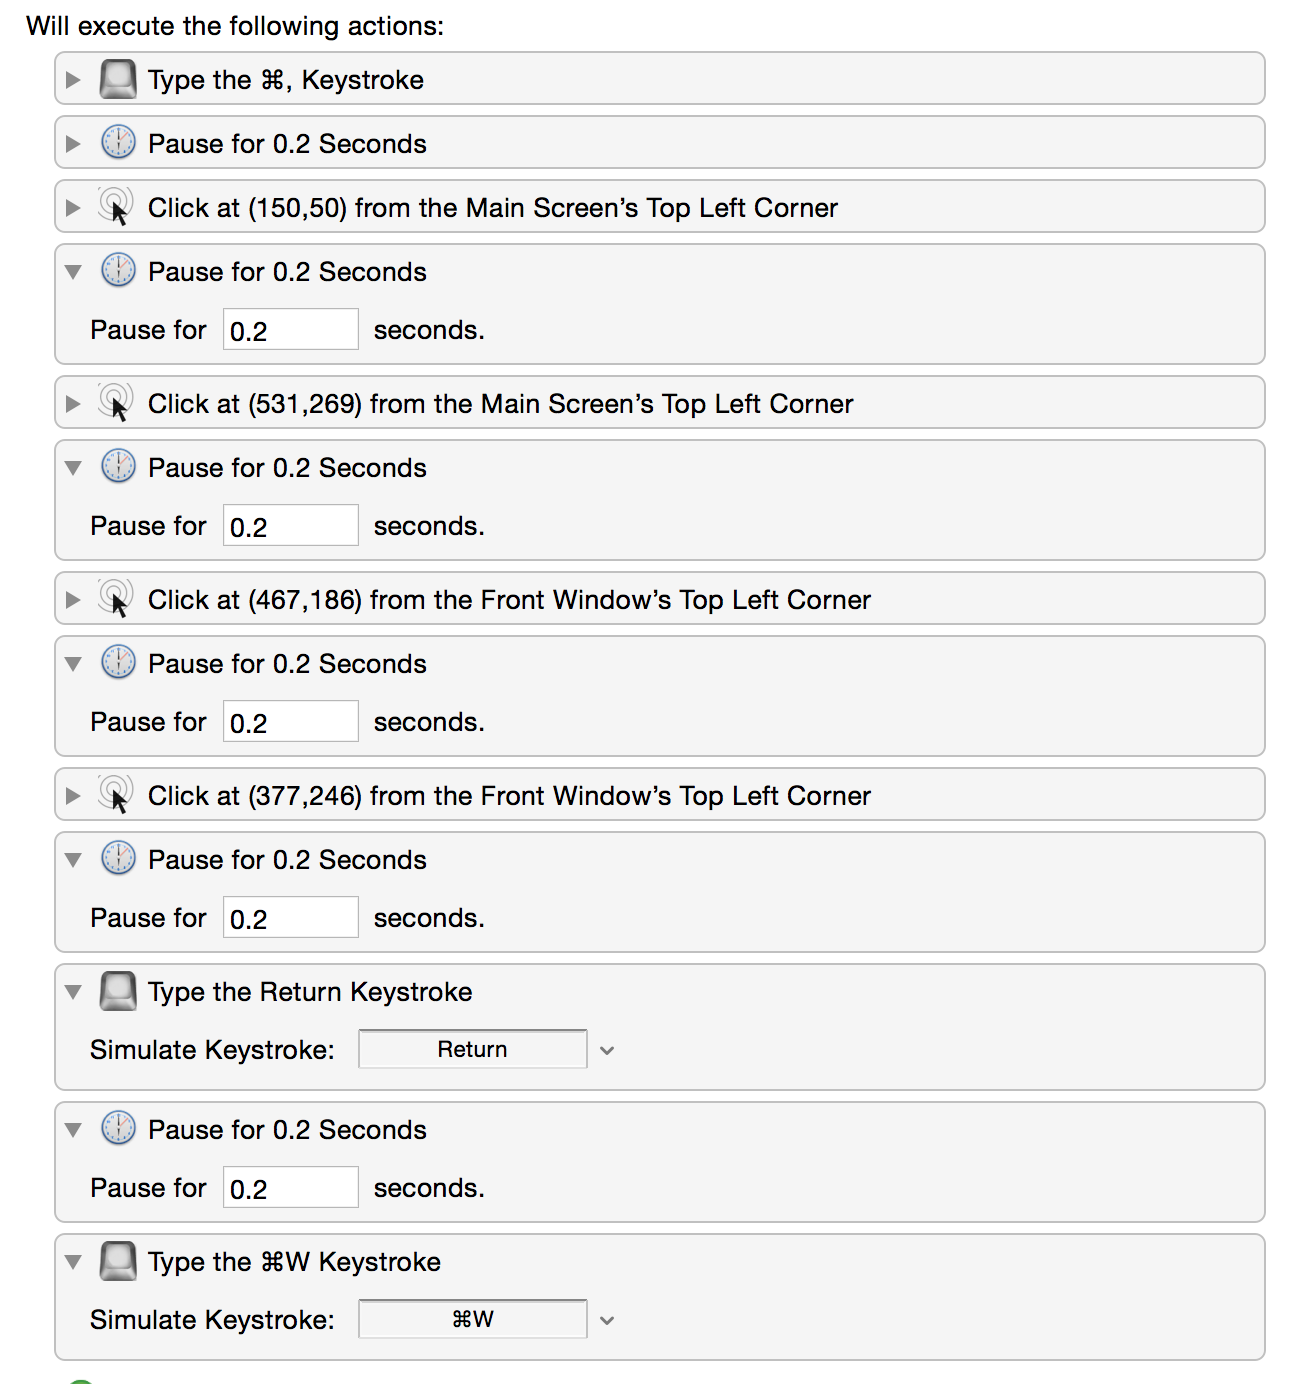 Will execute the following actions:
Type the ⌘, Keystroke
Pause for 0.2 Seconds
Click at (150,50) from the Main Screen’s Top Left Corner
Pause for 0.2 Seconds
Pause for 0.2 seconds.
Click at (531,269) from the Main Screen’s Top Left Corner
Pause for 0.2 Seconds
Pause for 0.2 seconds.
Click at (467,186) from the Front Window’s Top Left Corner
Pause for 0.2 Seconds
Pause for 0.2 seconds.
Click at (377,246) from the Front Window’s Top Left Corner
Pause for 0.2 Seconds
Pause for 0.2 seconds.
Type the Return Keystroke
Simulate Keystroke: Return
Pause for 0.2 Seconds
Pause for 0.2 seconds.
Type the ⌘W Keystroke
Simulate Keystroke: ⌘W